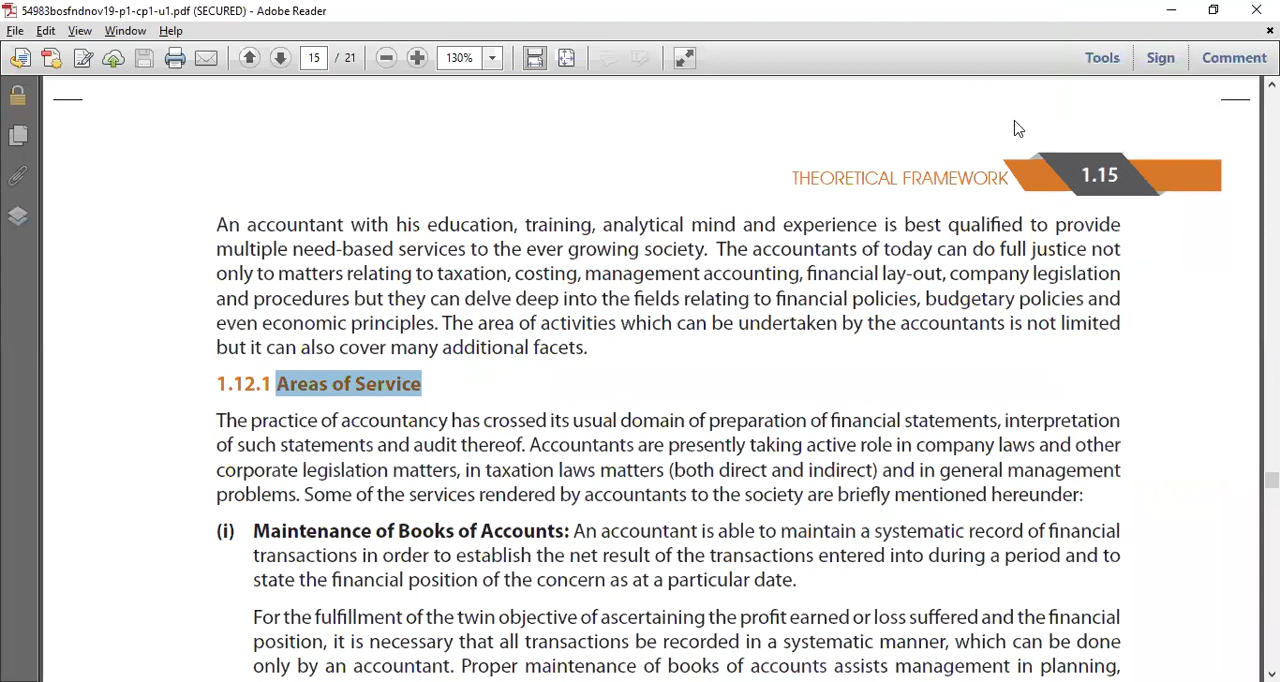 54983bosfndnov19-p1-cp1-u1.pdf (SECURED) - Adobe Reader
File Edit View Window Help
15 / 21 130% Tools Sign Comment
THEORETICAL FRAMEWORK 1.15
An accountant with his education, training, analytical mind and experience is best qualified to provide
multiple need-based services to the ever growing society. The accountants of today can do full justice not
only to matters relating to taxation, costing, management accounting, financial lay-out, company legislation
and procedures but they can delve deep into the fields relating to financial policies, budgetary policies and
even economic principles. The area of activities which can be undertaken by the accountants is not limited
but it can also cover many additional facets.
1.12.1 Areas of Service
The practice of accountancy has crossed its usual domain of preparation of financial statements, interpretation
of such statements and audit thereof. Accountants are presently taking active role in company laws and other
corporate legislation matters, in taxation laws matters (both direct and indirect) and in general management
problems. Some of the services rendered by accountants to the society are briefly mentioned hereunder:
(i) Maintenance of Books of Accounts: An accountant is able to maintain a systematic record of financial
transactions in order to establish the net result of the transactions entered into during a period and to
state the financial position of the concern as at a particular date.
For the fulfillment of the twin objective of ascertaining the profit earned or loss suffered and the financial
position, it is necessary that all transactions be recorded in a systematic manner, which can be done
only by an accountant. Proper maintenance of books of accounts assists management in planning,